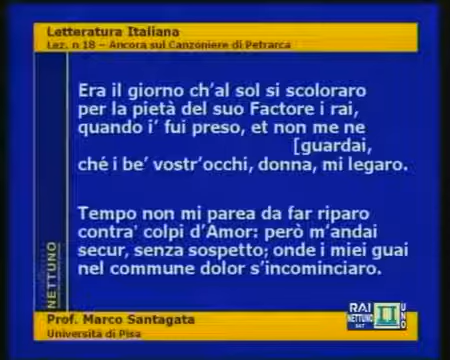 Letteratura Italiana
Lez. n 18 - Ancora sul Canzoniere di Petrarca
Era il giorno ch'al sol si scoloraro
per la pietà del suo Factore i rai,
quando i' fui preso, et non me ne
[guardai,
ché i be' vostr'occhi, donna, mi legaro.
Tempo non mi parea da far riparo
contra' colpi d'Amor: però m'andai
secur, senza sospetto; onde i miei guai
nel commune dolor s'incominciaro.
NETTUNO
Prof. Marco Santagata
Università di Pisa
RAI
NETTUNO
SAT
UNO